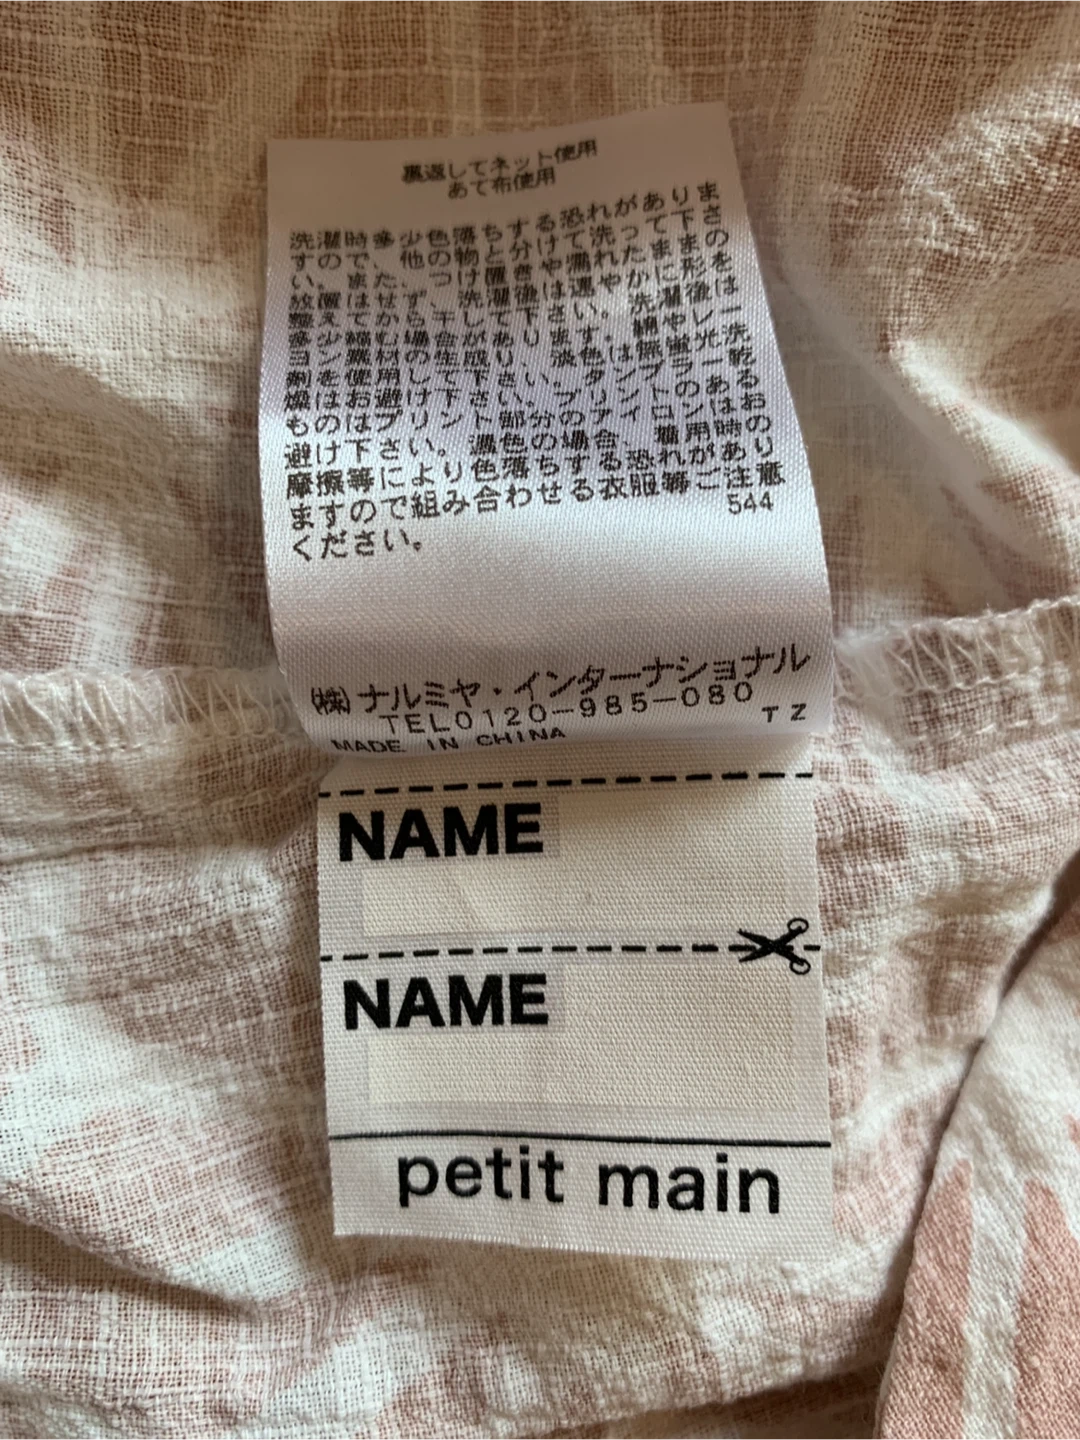 裏返してネット使用
あて布使用
洗濯時多少色落ちする恐れがありま
すので、他の物と分けて洗って下さ
い。また、つけ置きや濡れたままの
放置はせず、洗濯後は速やかに形を
整えてから干して下さい。洗濯後は
多少縮む場合があります。綿やレー
ヨン素材の生成り、淡色は無蛍光洗
剤を使用して下さい。タンブラー乾
燥はお避け下さい。プリントのある
ものはプリント部分のアイロンはお
避け下さい。濃色の場合、着用時の
摩擦等により色落ちする恐れがあり
ますので組み合わせる衣服等ご注意
ください。
544
(株)ナルミヤ・インターナショナル
TEL0120-985-080
TZ
MADE IN CHINA
NAME
NAME
petit main